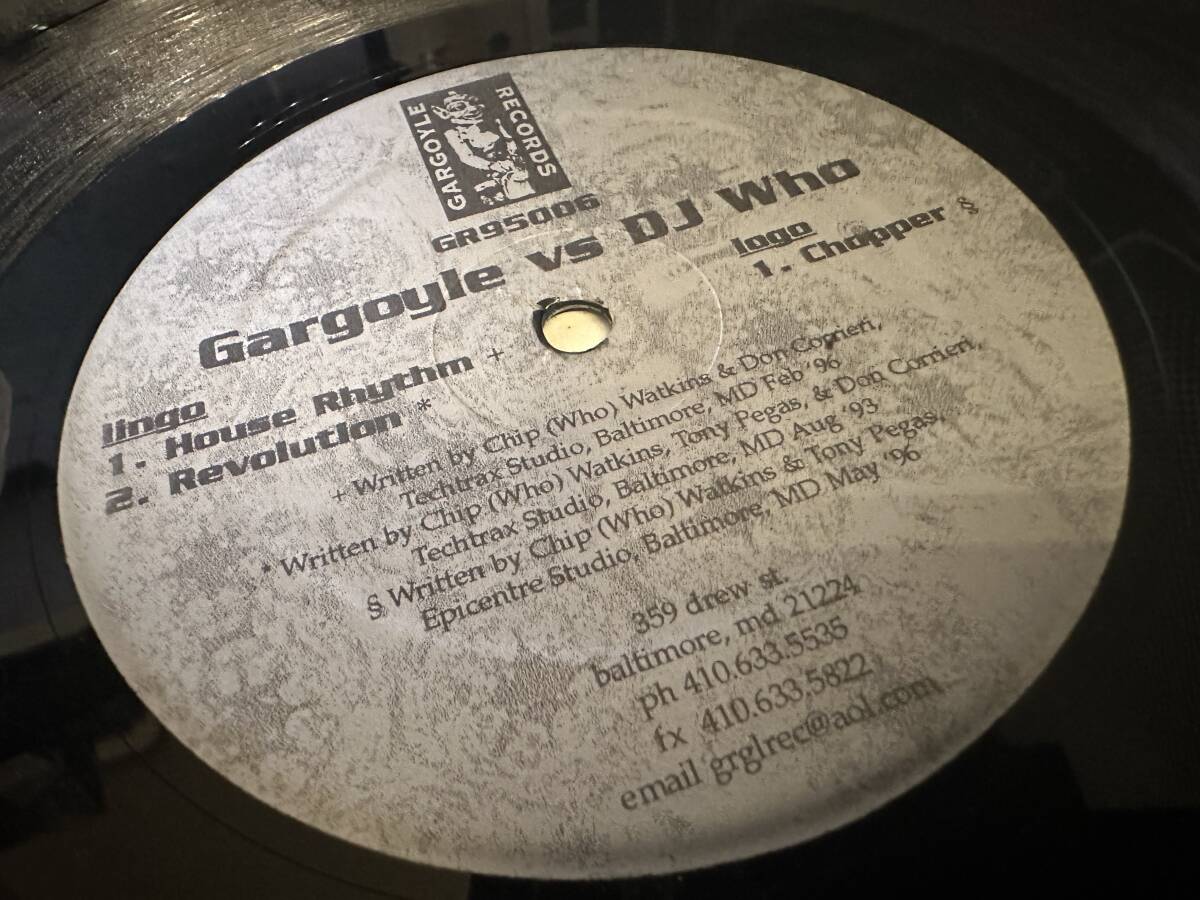 GARGOYLE
RECORDS
GR95006
Gargoyle vs DJ Who
lingo
1. House Rhythm +
2. Revolution *
logo
1. Chopper §
+ Written by Chip (Who) Watkins & Don Corrieri,
Techtrax Studio, Baltimore, MD Feb '96
* Written by Chip (Who) Watkins, Tony Pegas, & Don Corrieri,
Techtrax Studio, Baltimore, MD Aug '93
§ Written by Chip (Who) Watkins & Tony Pegas,
Epicentre Studio, Baltimore, MD May '96
359 drew st.
baltimore, md 21224
ph 410.633.5535
fx 410.633.5822
email grglrec@aol.com